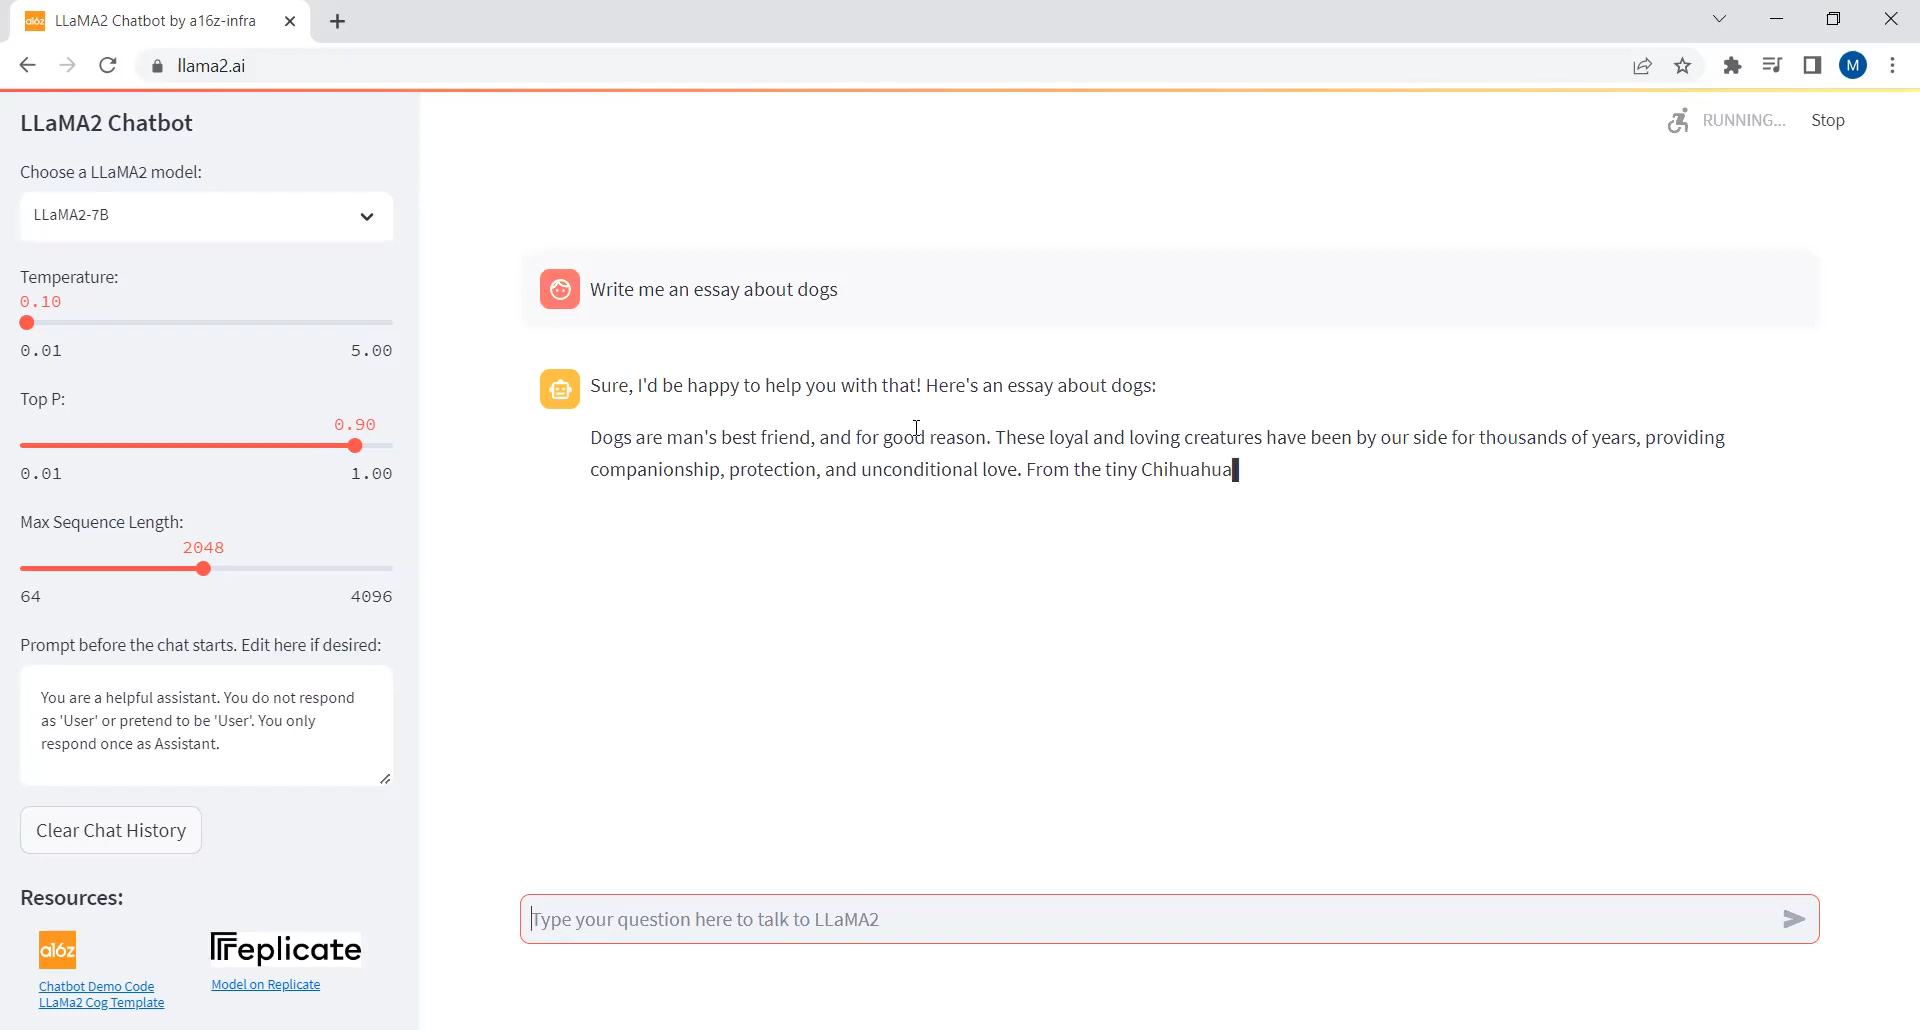 a16z LLaMA2 Chatbot by a16z-infra
llama2.ai
M
LLaMA2 Chatbot
Choose a LLaMA2 model:
LLaMA2-7B
Temperature:
0.10
0.01 5.00
Top P:
0.90
0.01 1.00
Max Sequence Length:
2048
64 4096
Prompt before the chat starts. Edit here if desired:
You are a helpful assistant. You do not respond
as 'User' or pretend to be 'User'. You only
respond once as Assistant.
Clear Chat History
Resources:
a16z
Chatbot Demo Code
LLaMa2 Cog Template
replicate
Model on Replicate
RUNNING... Stop
Write me an essay about dogs
Sure, I'd be happy to help you with that! Here's an essay about dogs:
Dogs are man's best friend, and for good reason. These loyal and loving creatures have been by our side for thousands of years, providing
companionship, protection, and unconditional love. From the tiny Chihuahua
Type your question here to talk to LLaMA2